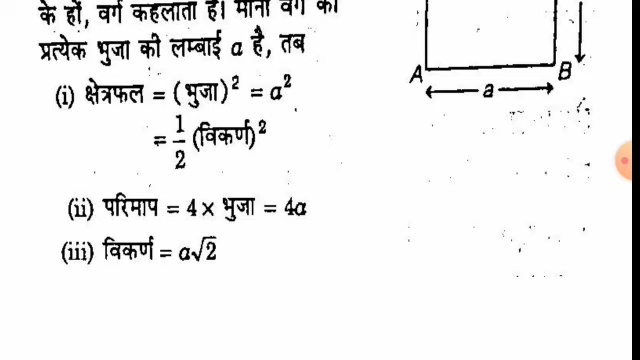 के हों, वर्ग कहलाता है। माना वर्ग की
प्रत्येक भुजा की लम्बाई a है, तब
A B
a
(i) क्षेत्रफल = (भुजा)² = a²
= 1/2 (विकर्ण)²
(ii) परिमाप = 4 × भुजा = 4a
(iii) विकर्ण = a√2